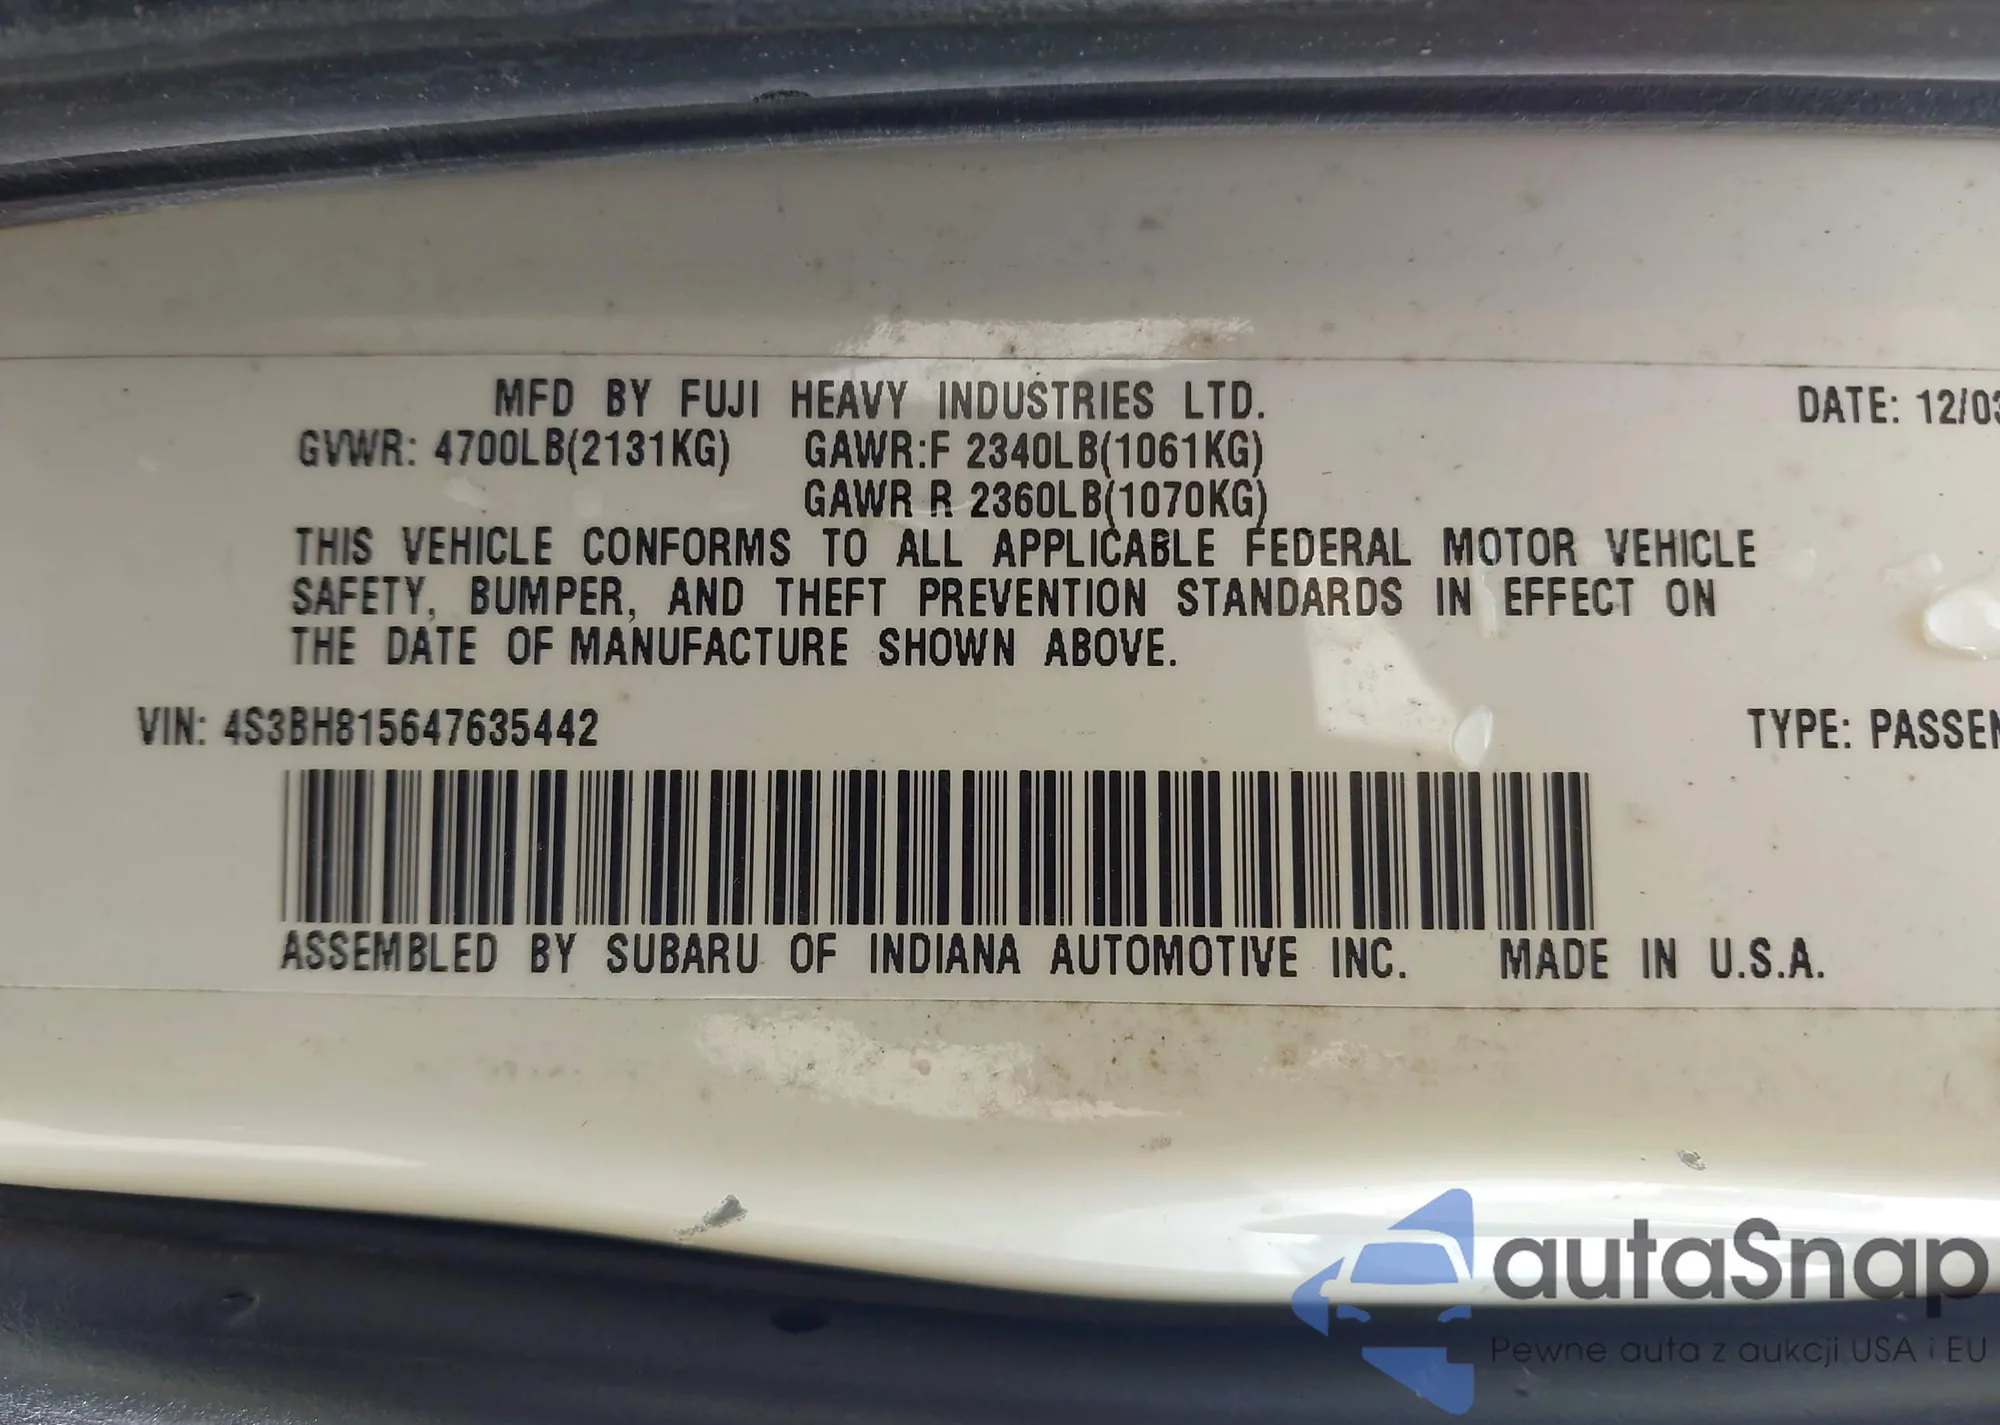 MFD BY FUJI HEAVY INDUSTRIES LTD. DATE: 12/03
GVWR: 4700LB(2131KG) GAWR:F 2340LB(1061KG)
GAWR R 2360LB(1070KG)
THIS VEHICLE CONFORMS TO ALL APPLICABLE FEDERAL MOTOR VEHICLE
SAFETY, BUMPER, AND THEFT PREVENTION STANDARDS IN EFFECT ON
THE DATE OF MANUFACTURE SHOWN ABOVE.
VIN: 4S3BH815647635442 TYPE: PASSEN
ASSEMBLED BY SUBARU OF INDIANA AUTOMOTIVE INC. MADE IN U.S.A.
autaSnap
Pewne auta z aukcji USA i EU